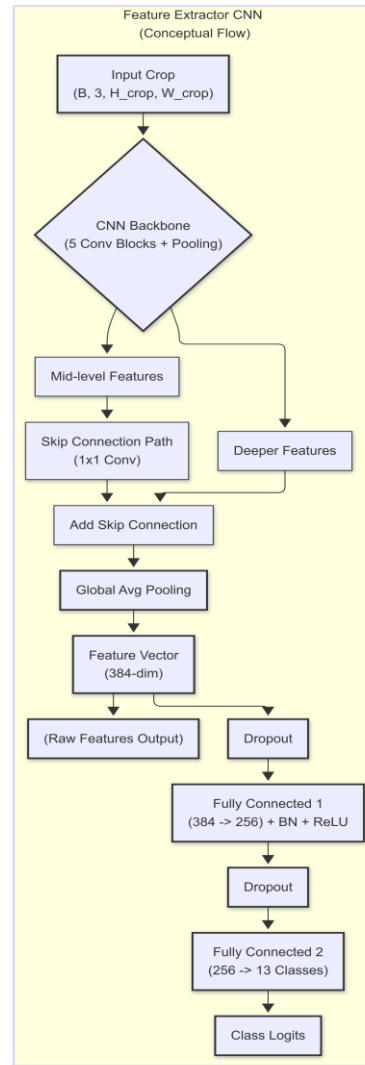 Feature Extractor CNN
(Conceptual Flow)
Input Crop
(B, 3, H_crop, W_crop)
CNN Backbone
(5 Conv Blocks + Pooling)
Mid-level Features
Skip Connection Path
(1x1 Conv)
Deeper Features
Add Skip Connection
Global Avg Pooling
Feature Vector
(384-dim)
(Raw Features Output)
Dropout
Fully Connected 1
(384 -> 256) + BN + ReLU
Dropout
Fully Connected 2
(256 -> 13 Classes)
Class Logits